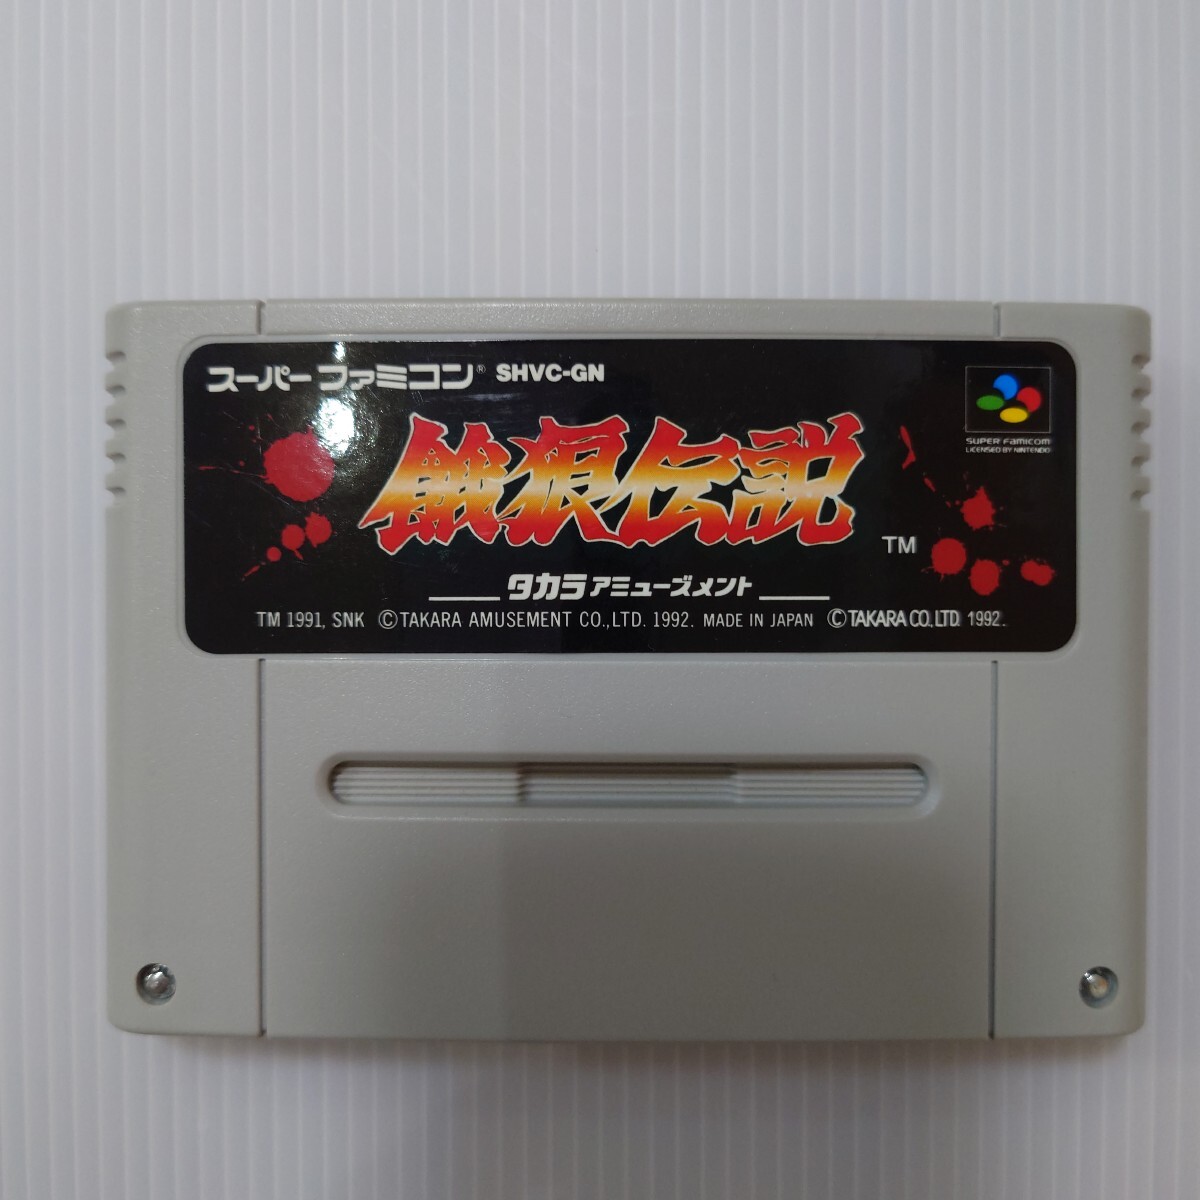 スーパーファミコン® SHVC-GN
SUPER FAMICOM
LICENSED BY NINTENDO
餓狼伝説 TM
タカラアミューズメント
TM 1991, SNK ©TAKARA AMUSEMENT CO.,LTD. 1992. MADE IN JAPAN ©TAKARA CO.,LTD. 1992.